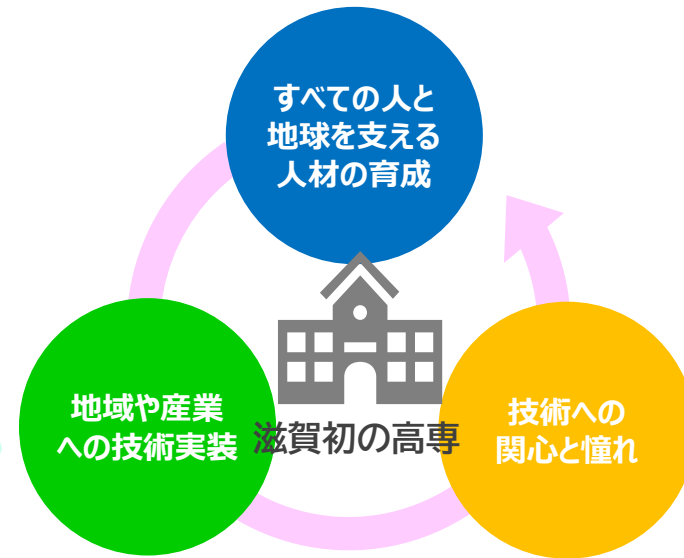 すべての人と
地球を支える
人材の育成
地域や産業
への技術実装
滋賀初の高専
技術への
関心と憧れ